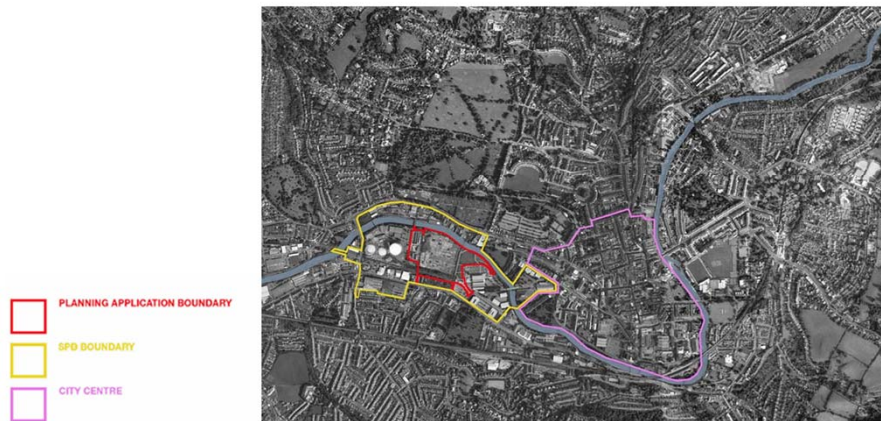 PLANNING APPLICATION BOUNDARY
SPD BOUNDARY
CITY CENTRE